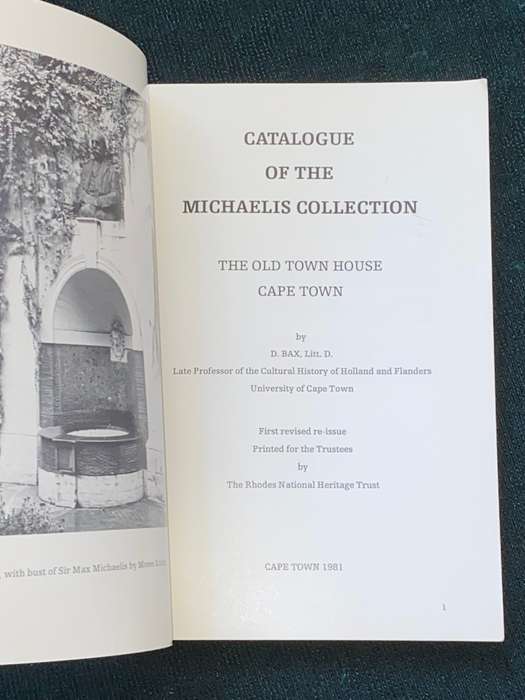 , with bust of Sir Max Michaelis by Moses
CATALOGUE
OF THE
MICHAELIS COLLECTION
THE OLD TOWN HOUSE
CAPE TOWN
by
D. BAX, Litt. D.
Late Professor of the Cultural History of Holland and Flanders
University of Cape Town
First revised re-issue
Printed for the Trustees
by
The Rhodes National Heritage Trust
CAPE TOWN 1981
1